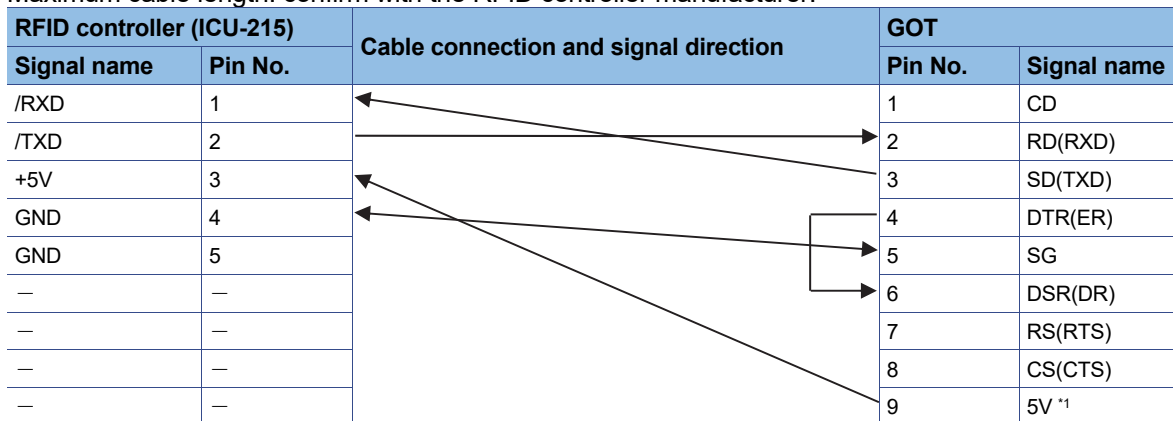 Maximum cable length: confirm with the RFID controller manufacturer.
RFID controller (ICU-215) Cable connection and signal direction GOT
Signal name Pin No. Pin No. Signal name
/RXD 1 1 CD
/TXD 2 2 RD(RXD)
+5V 3 3 SD(TXD)
GND 4 4 DTR(ER)
GND 5 5 SG
－ － 6 DSR(DR)
－ － 7 RS(RTS)
－ － 8 CS(CTS)
－ － 9 5V *1